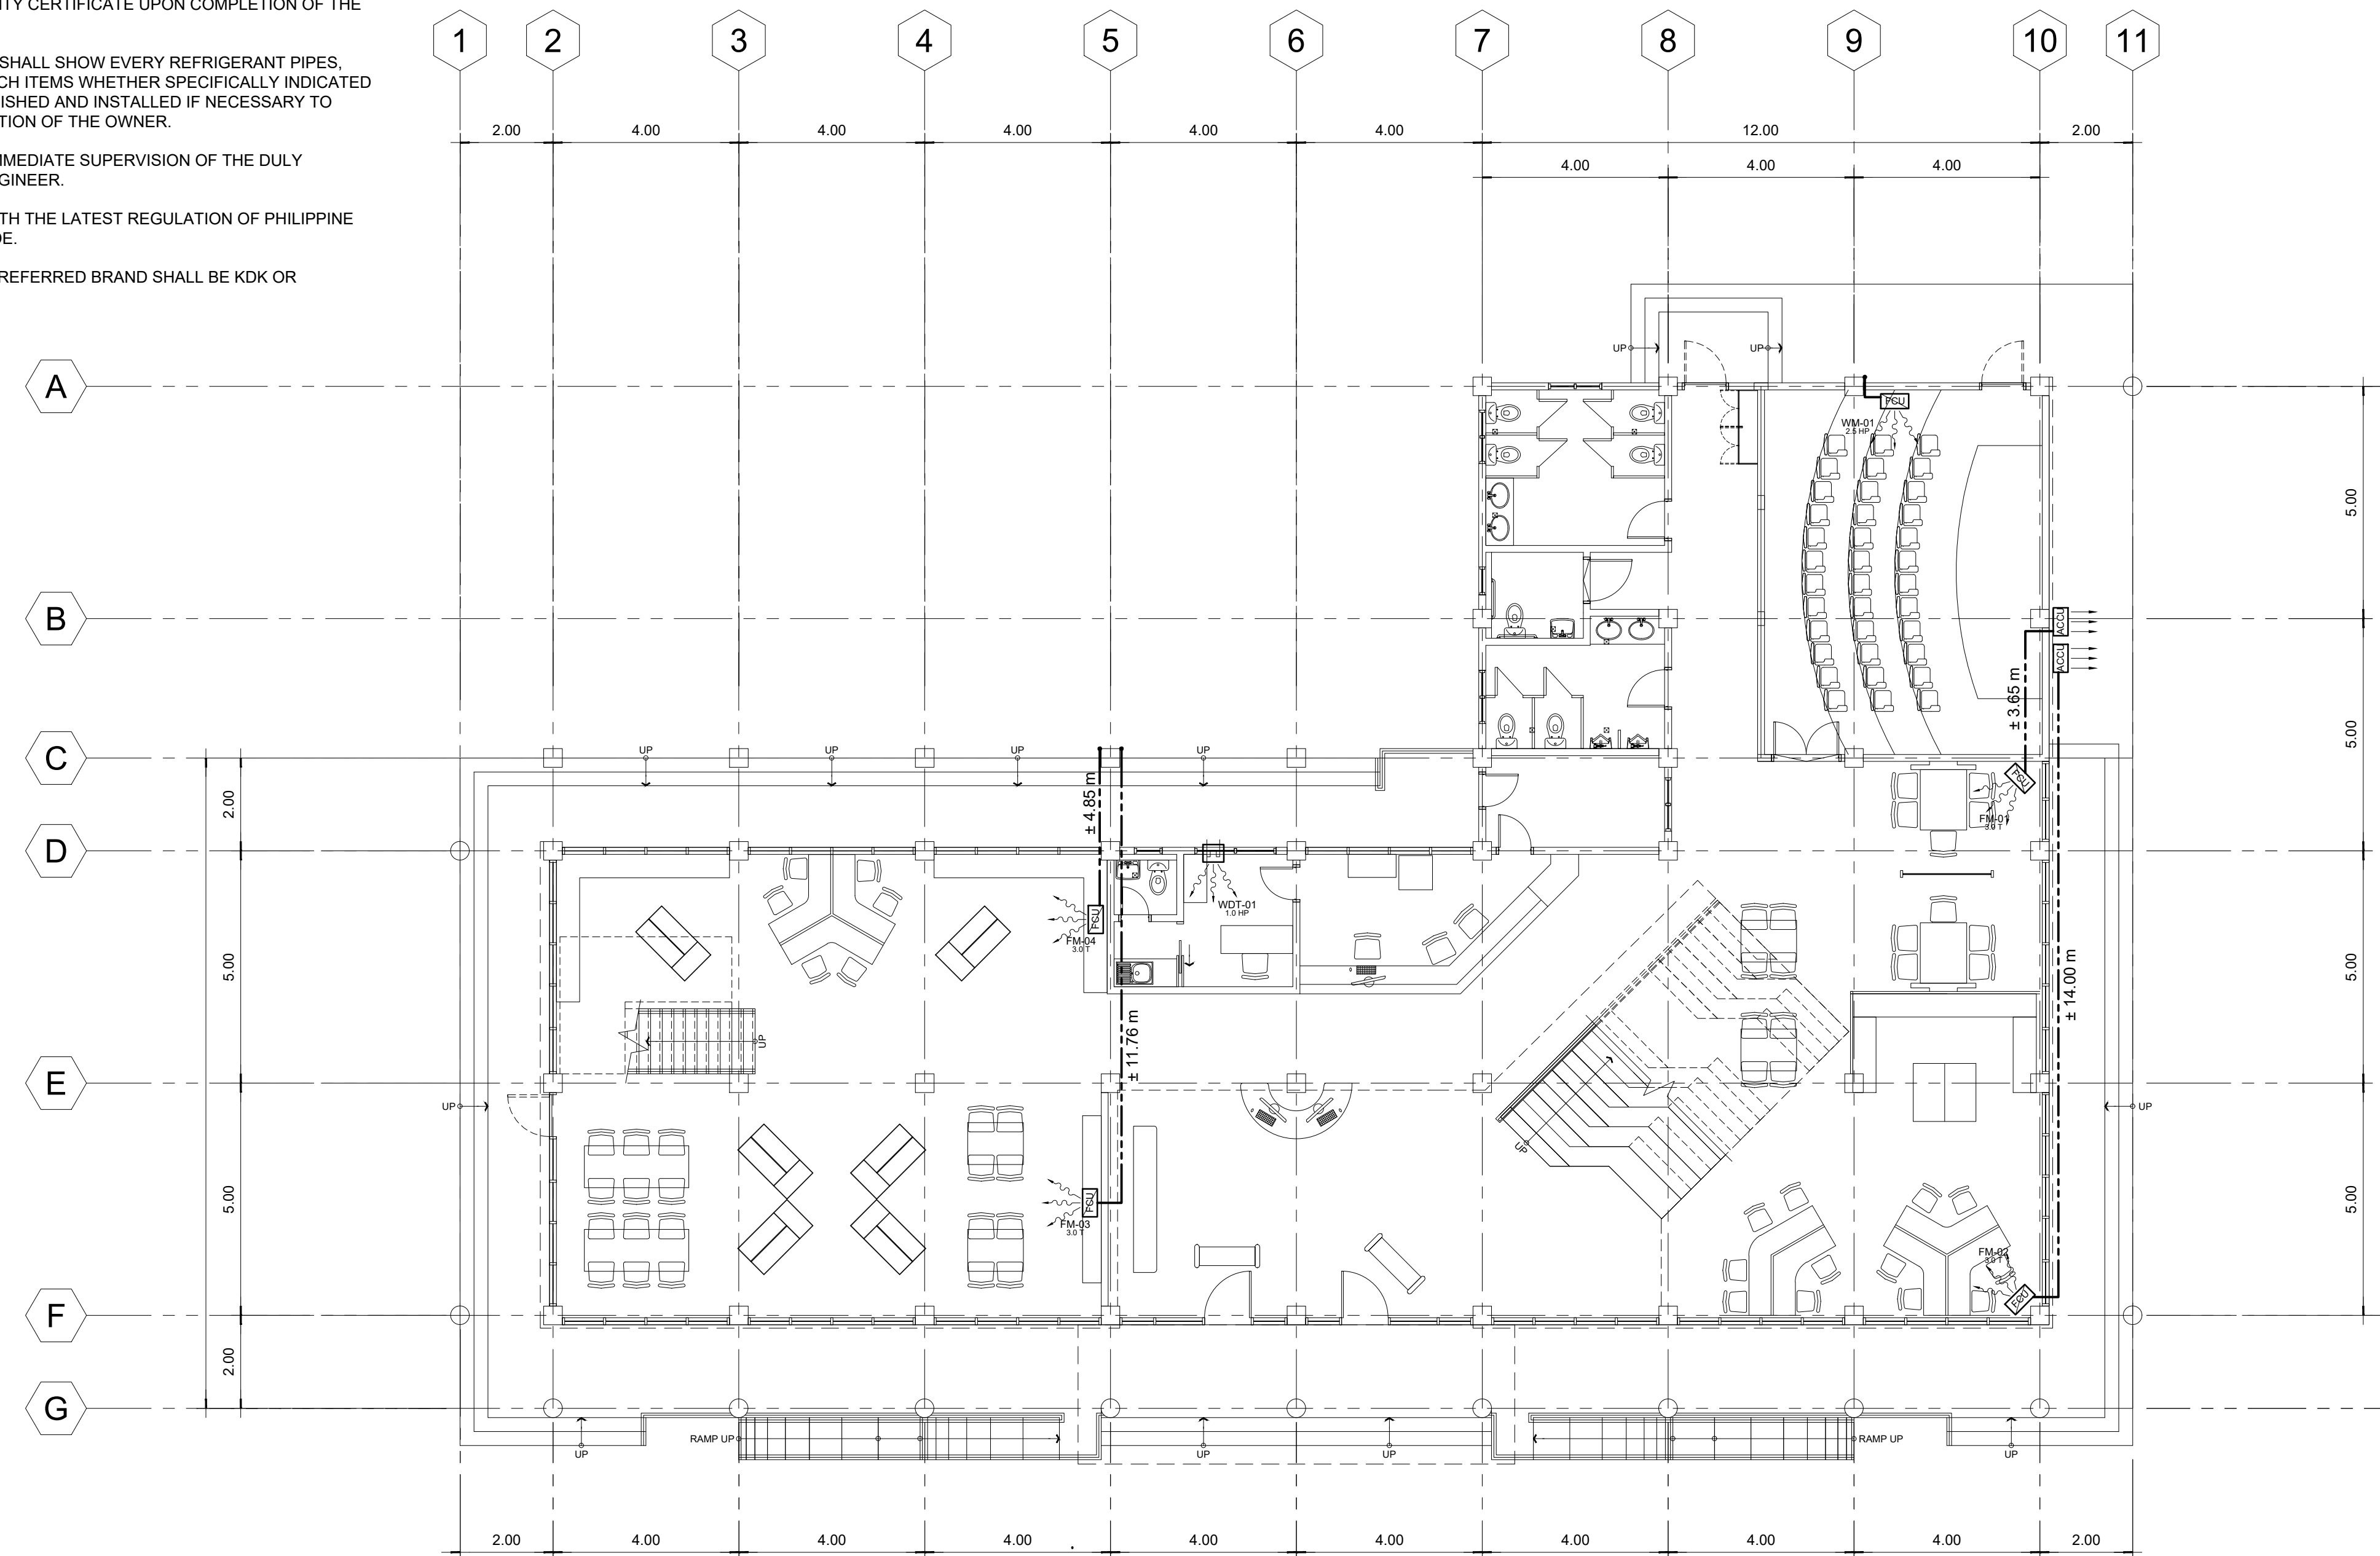 ITY CERTIFICATE UPON COMPLETION OF THE
SHALL SHOW EVERY REFRIGERANT PIPES,
CH ITEMS WHETHER SPECIFICALLY INDICATED
ISHED AND INSTALLED IF NECESSARY TO
TION OF THE OWNER.
MMEDIATE SUPERVISION OF THE DULY
GINEER.
TH THE LATEST REGULATION OF PHILIPPINE
DE.
REFERRED BRAND SHALL BE KDK OR
1 2 3 4 5 6 7 8 9 10 11
2.00 4.00 4.00 4.00 4.00 4.00 12.00 2.00
4.00 4.00 4.00
UP UP
A
FCU
WM-01
2.5 HP
5.00
B
ACCU
ACCU
± 3.65 m
5.00
C
UP UP UP UP
2.00
± 4.85 m
FCU
FM-01
3.0 T
D
WDT-01
1.0 HP
FCU
FM-04
3.0 T
5.00
5.00
± 14.00 m
± 11.76 m
UP
E
UP
UP
UP
5.00
5.00
FCU
FM-03
3.0 T
FM-02
3.0 T
FCU
F
2.00
G
RAMP UP
RAMP UP
UP UP UP UP
2.00 4.00 4.00 4.00 4.00 4.00 4.00 4.00 4.00 2.00